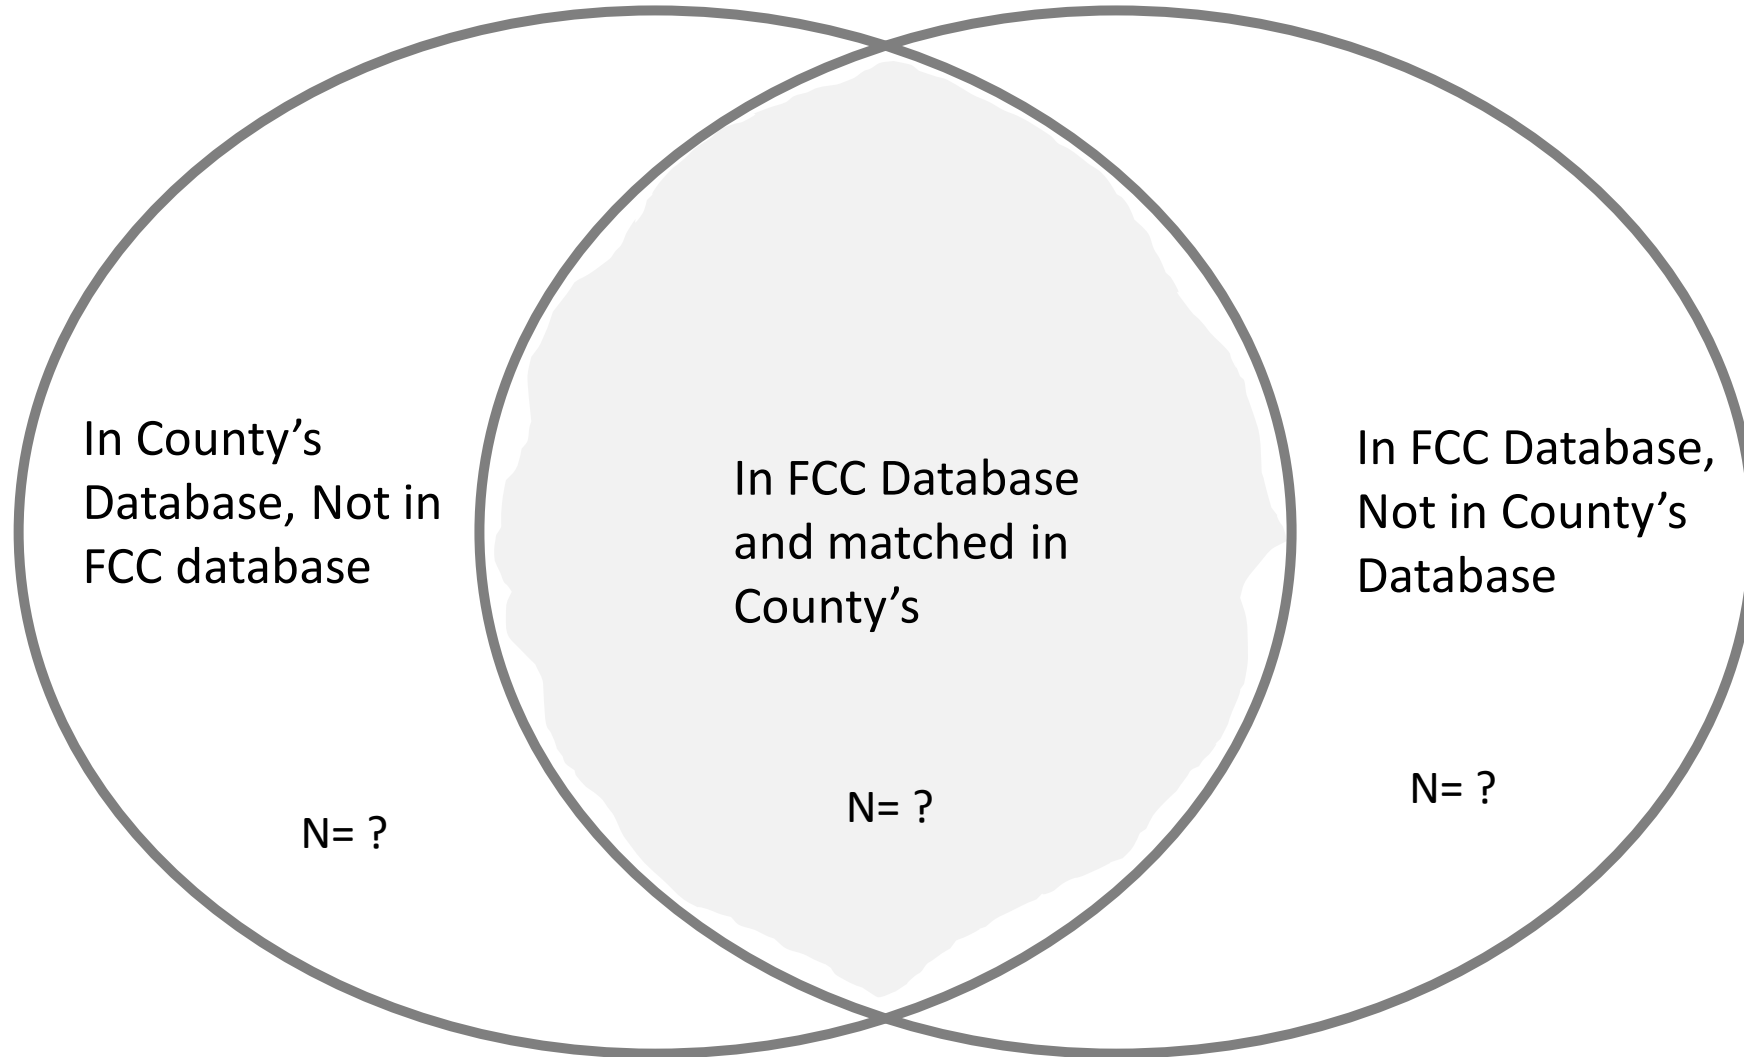 In County’s
Database, Not in
FCC database
N= ?
In FCC Database
and matched in
County’s
N= ?
In FCC Database,
Not in County’s
Database
N= ?